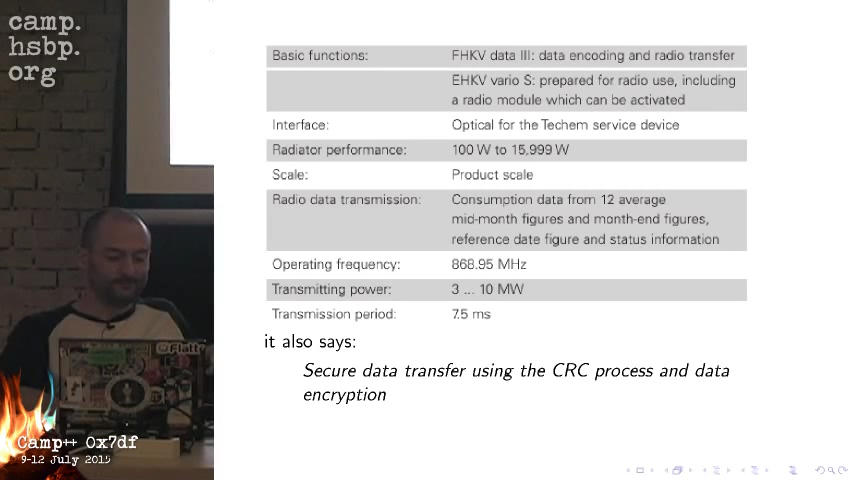 camp.
hsbp.
org
Basic functions: FHKV data III: data encoding and radio transfer
EHKV vario S: prepared for radio use, including
a radio module which can be activated
Interface: Optical for the Techem service device
Radiator performance: 100 W to 15,999 W
Scale: Product scale
Radio data transmission: Consumption data from 12 average
mid-month figures and month-end figures,
reference date figure and status information
Operating frequency: 868.95 MHz
Transmitting power: 3 ... 10 MW
Transmission period: 7.5 ms
it also says:
Secure data transfer using the CRC process and data
encryption
Flattr
Camp++ 0x7df
9-12 July 2015